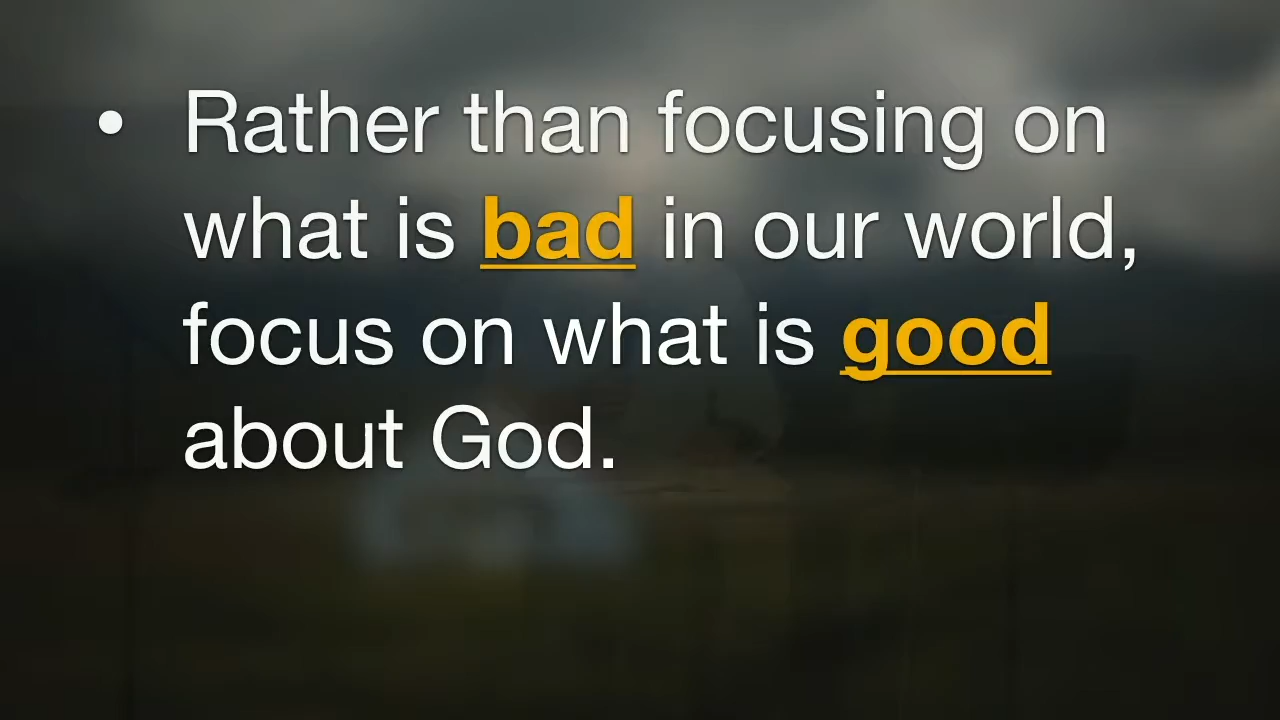 • Rather than focusing on
what is bad in our world,
focus on what is good
about God.